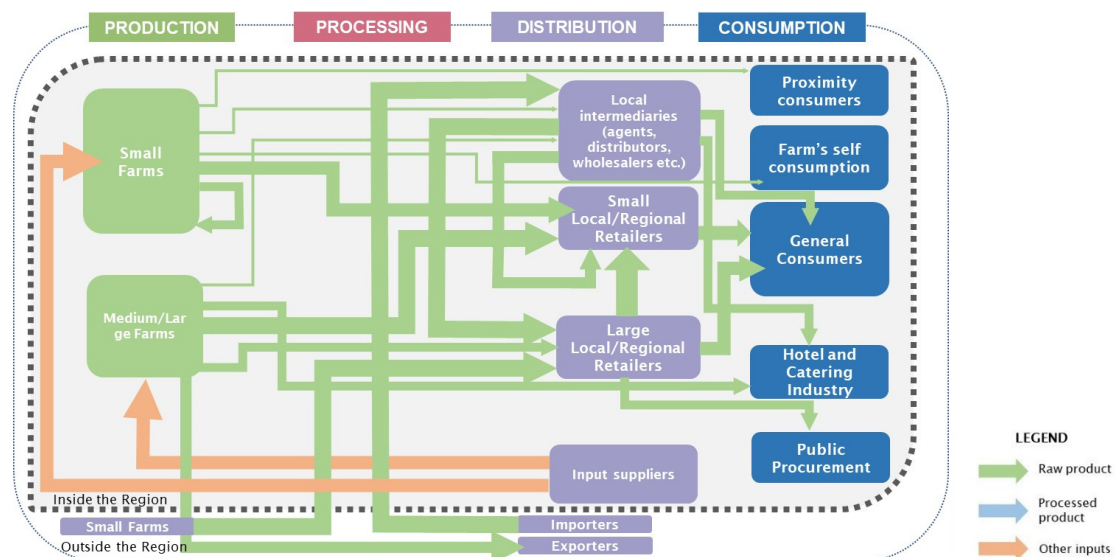 PRODUCTION
PROCESSING
DISTRIBUTION
CONSUMPTION
Small
Farms
Medium/Lar
ge Farms
Local
intermediaries
(agents,
distributors,
wholesalers etc.)
Small
Local/Regional
Retailers
Large
Local/Regional
Retailers
Input suppliers
Proximity
consumers
Farm's self
consumption
General
Consumers
Hotel and
Catering
Industry
Public
Procurement
Inside the Region
Small Farms
Outside the Region
Importers
Exporters
LEGEND
Raw product
Processed
product
Other inputs